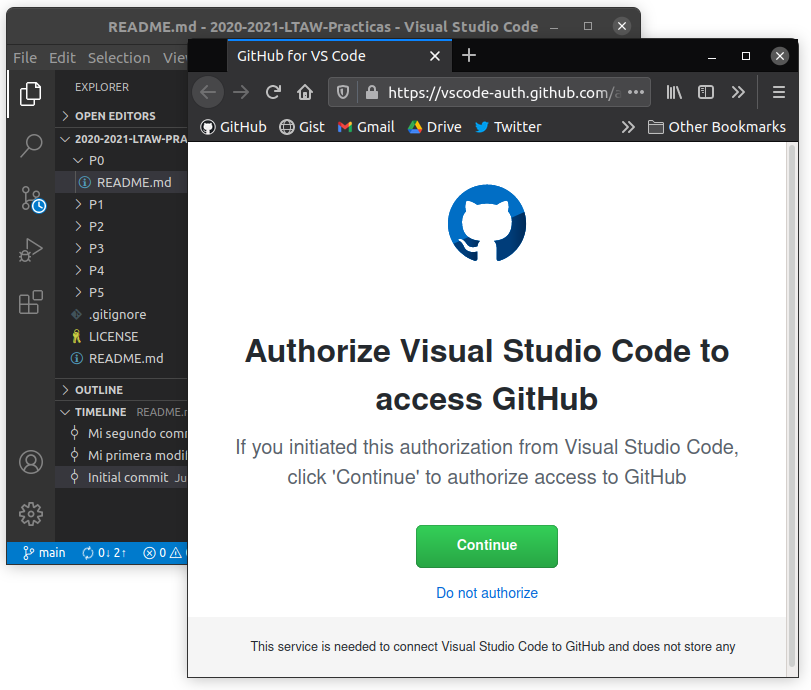 README.md - 2020-2021-LTAW-Practicas - Visual Studio Code
File Edit Selection View
EXPLORER
OPEN EDITORS
2020-2021-LTAW-PRA
P0
README.md
P1
P2
P3
P4
P5
.gitignore
LICENSE
README.md
OUTLINE
TIMELINE README.
Mi segundo com
Mi primera modi
Initial commit Ju
main 0↓ 2↑ 0
GitHub for VS Code
https://vscode-auth.github.com/a
GitHub Gist Gmail Drive Twitter Other Bookmarks
Authorize Visual Studio Code to
access GitHub
If you initiated this authorization from Visual Studio Code,
click 'Continue' to authorize access to GitHub
Continue
Do not authorize
This service is needed to connect Visual Studio Code to GitHub and does not store any